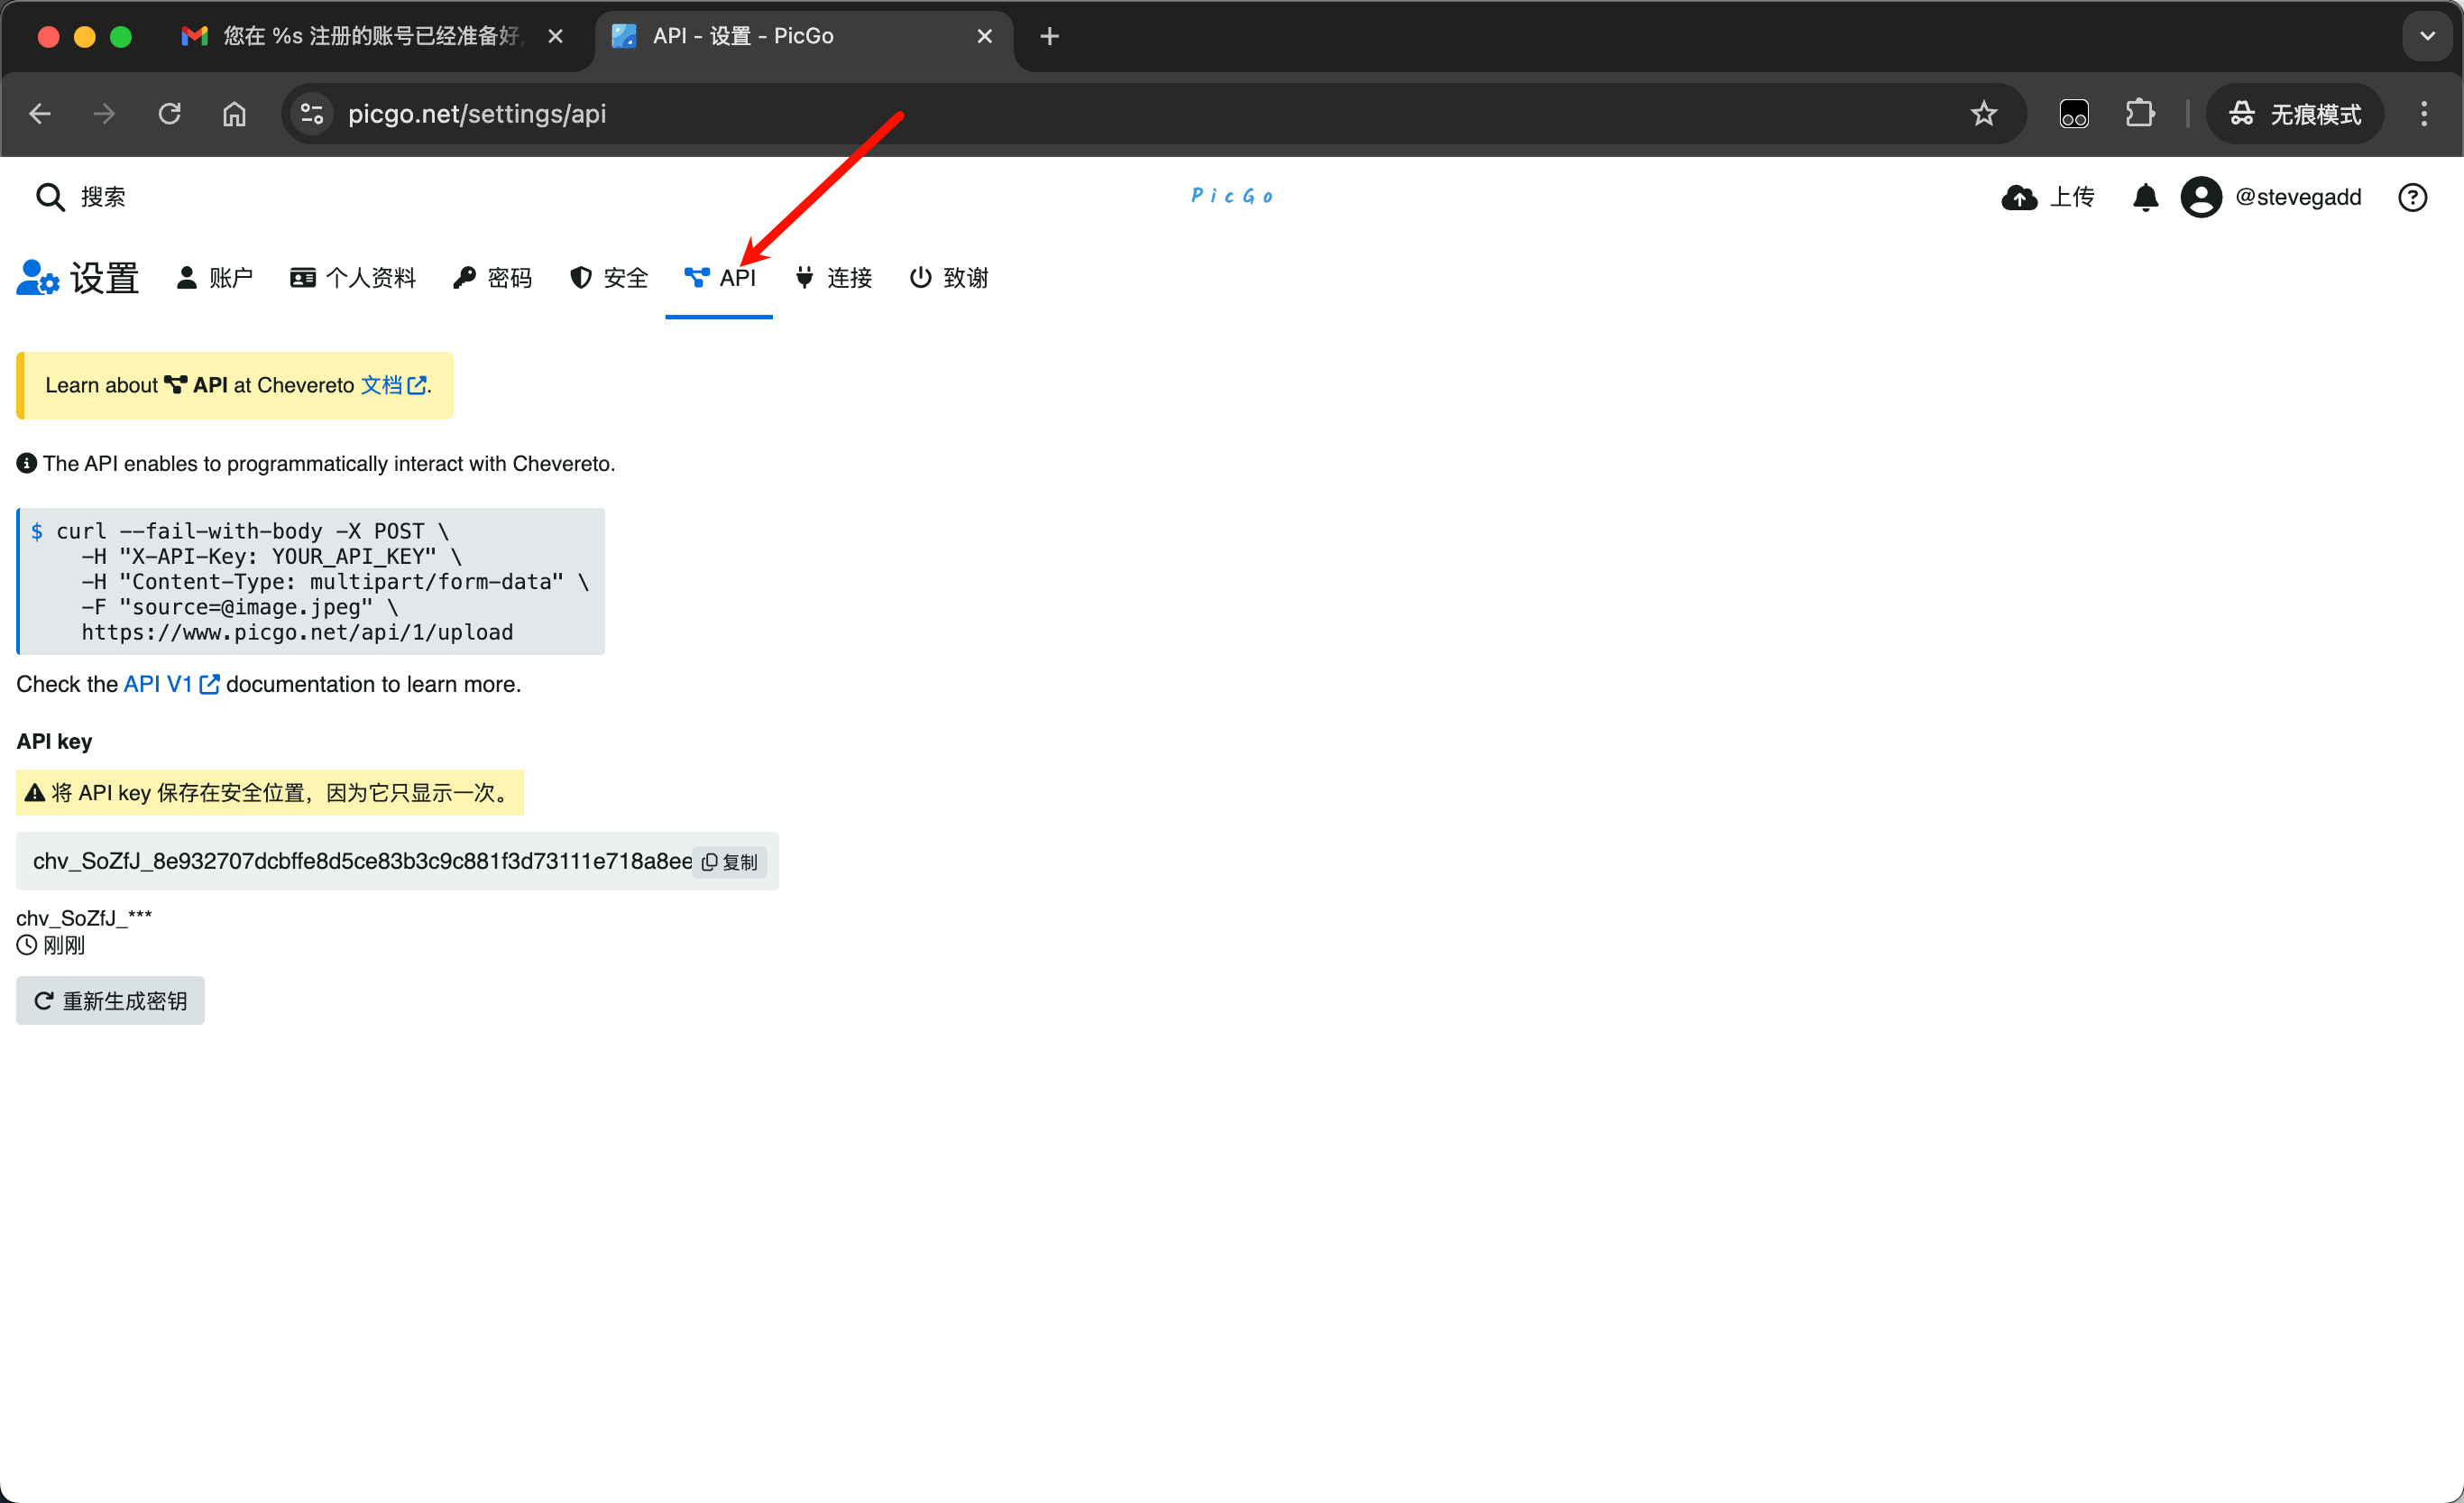 您在 %s 注册的账号已经准备好,
API - 设置 - PicGo
picgo.net/settings/api
无痕模式
搜索
PicGo
上传
@stevegadd
设置
账户
个人资料
密码
安全
API
连接
致谢
Learn about API at Chevereto 文档.
The API enables to programmatically interact with Chevereto.
$ curl --fail-with-body -X POST \
-H "X-API-Key: YOUR_API_KEY" \
-H "Content-Type: multipart/form-data" \
-F "source=@image.jpeg" \
https://www.picgo.net/api/1/upload
Check the API V1 documentation to learn more.
API key
将 API key 保存在安全位置，因为它只显示一次。
chv_SoZfJ_8e932707dcbffe8d5ce83b3c9c881f3d73111e718a8ee
复制
chv_SoZfJ_***
刚刚
重新生成密钥